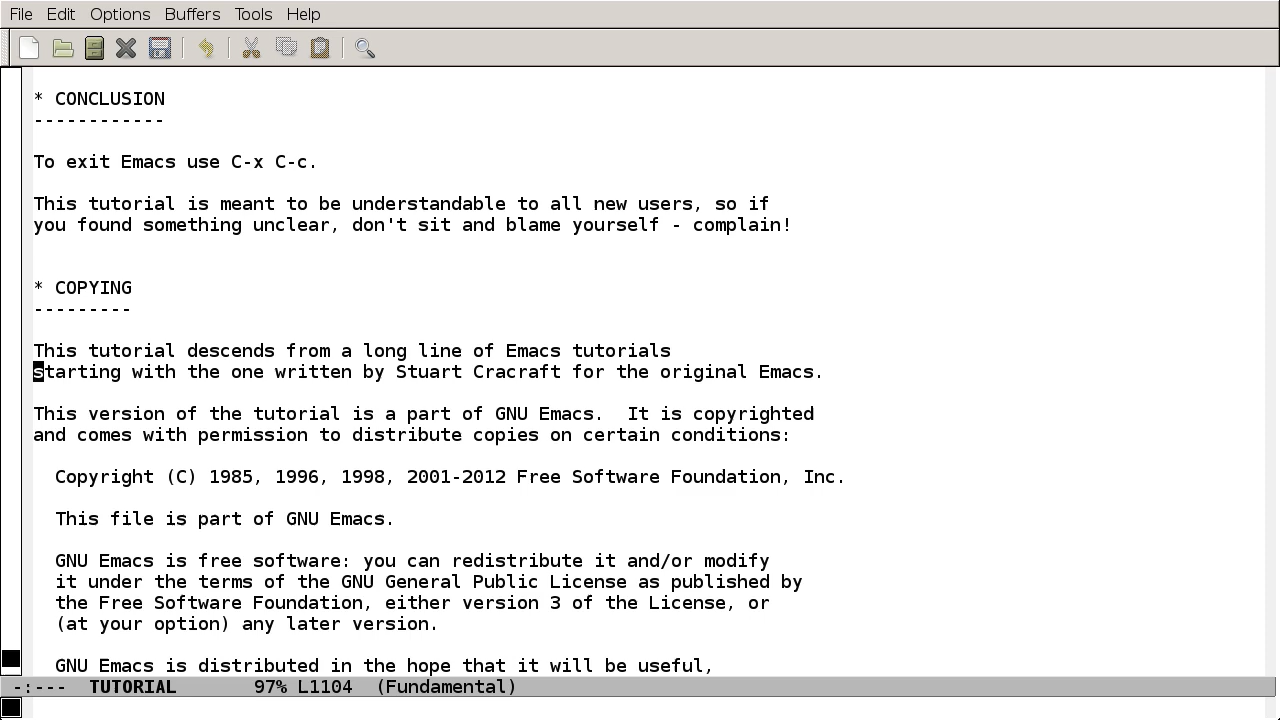 File Edit Options Buffers Tools Help
* CONCLUSION
------------
To exit Emacs use C-x C-c.
This tutorial is meant to be understandable to all new users, so if
you found something unclear, don't sit and blame yourself - complain!
* COPYING
---------
This tutorial descends from a long line of Emacs tutorials
starting with the one written by Stuart Cracraft for the original Emacs.
This version of the tutorial is a part of GNU Emacs.  It is copyrighted
and comes with permission to distribute copies on certain conditions:
Copyright (C) 1985, 1996, 1998, 2001-2012 Free Software Foundation, Inc.
This file is part of GNU Emacs.
GNU Emacs is free software: you can redistribute it and/or modify
it under the terms of the GNU General Public License as published by
the Free Software Foundation, either version 3 of the License, or
(at your option) any later version.
GNU Emacs is distributed in the hope that it will be useful,
-:---  TUTORIAL       97% L1104  (Fundamental)